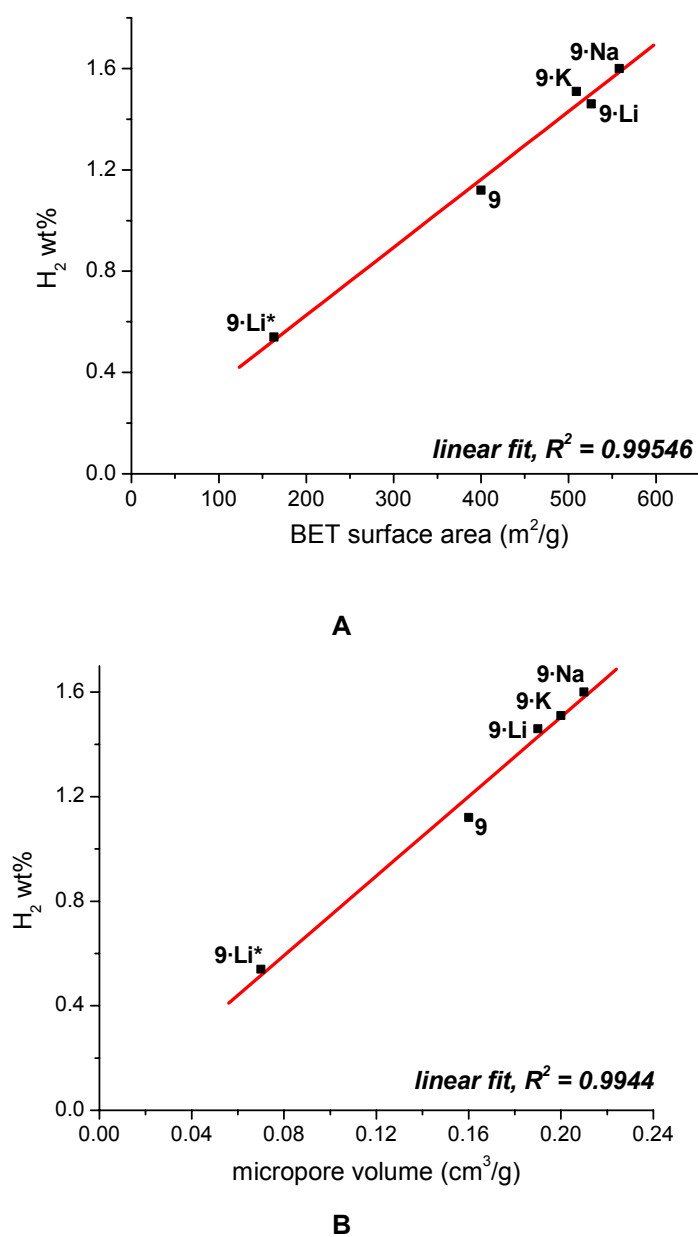 1.6
1.2
0.8
0.4
0.0
H₂ wt%
9·Na
9·K
9·Li
9
9·Li*
linear fit, R² = 0.99546
0 100 200 300 400 500 600
BET surface area (m²/g)
A
1.6
1.2
0.8
0.4
0.0
H₂ wt%
9·Na
9·K
9·Li
9
9·Li*
linear fit, R² = 0.9944
0.00 0.04 0.08 0.12 0.16 0.20 0.24
micropore volume (cm³/g)
B